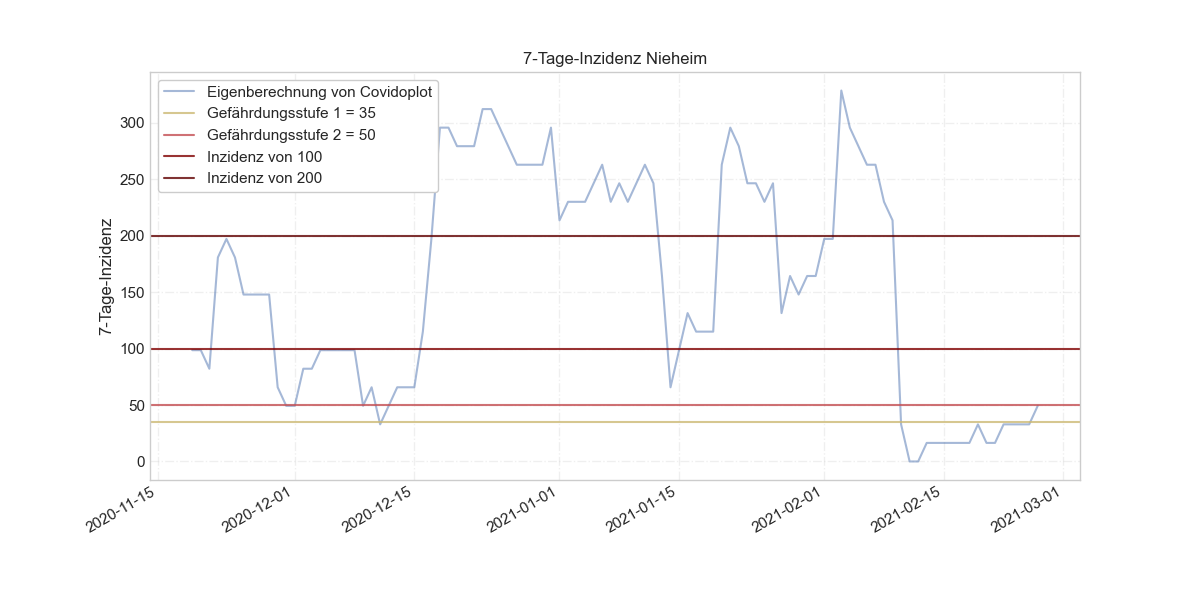 7-Tage-Inzidenz Nieheim
Eigenberechnung von Covidoplot
Gefährdungsstufe 1 = 35
Gefährdungsstufe 2 = 50
Inzidenz von 100
Inzidenz von 200
7-Tage-Inzidenz
300
250
200
150
100
50
0
2020-11-15
2020-12-01
2020-12-15
2021-01-01
2021-01-15
2021-02-01
2021-02-15
2021-03-01